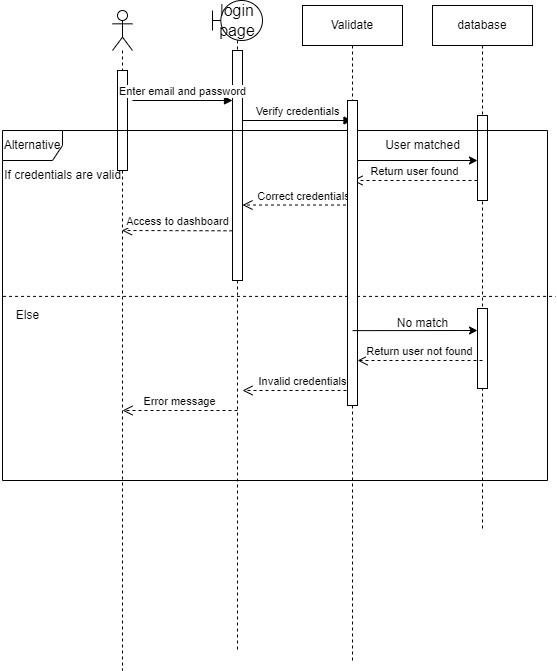 login
page
Validate
database
Enter email and password
Verify credentials
Alternative
User matched
If credentials are valid
Return user found
Correct credentials
Access to dashboard
Else
No match
Return user not found
Invalid credentials
Error message